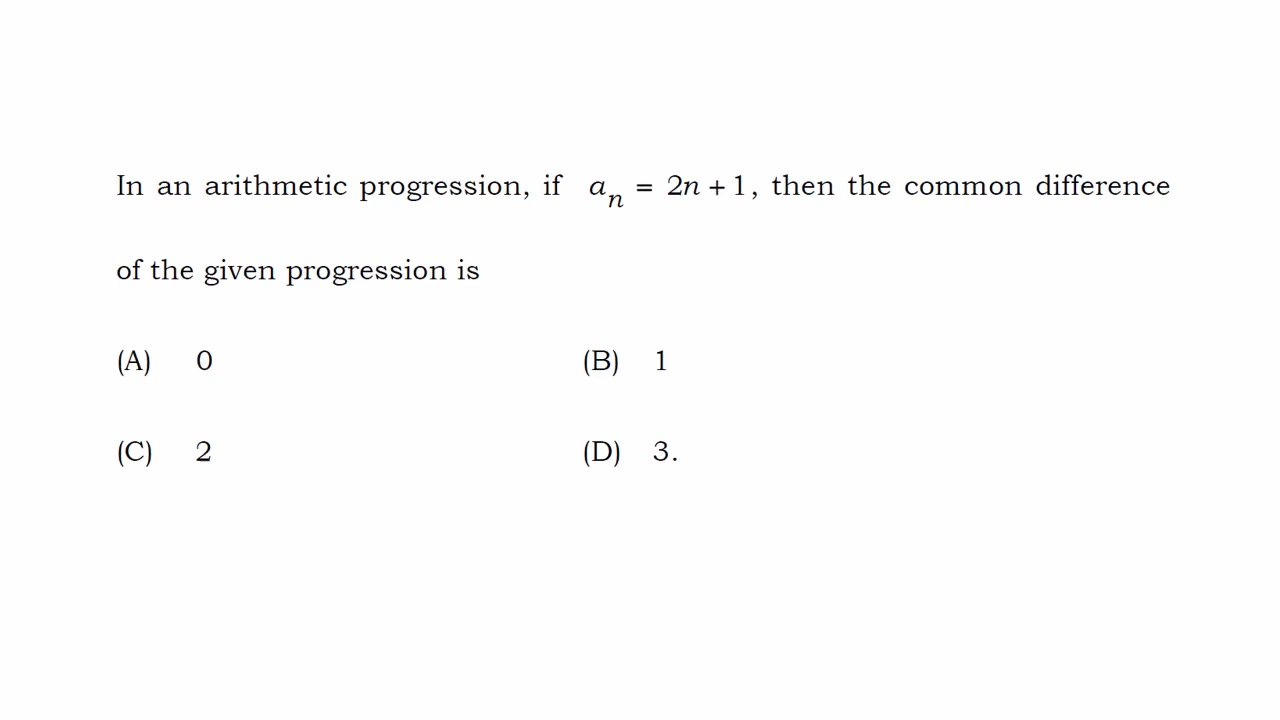 In an arithmetic progression, if aₙ = 2n + 1, then the common difference
of the given progression is
(A) 0 (B) 1
(C) 2 (D) 3.